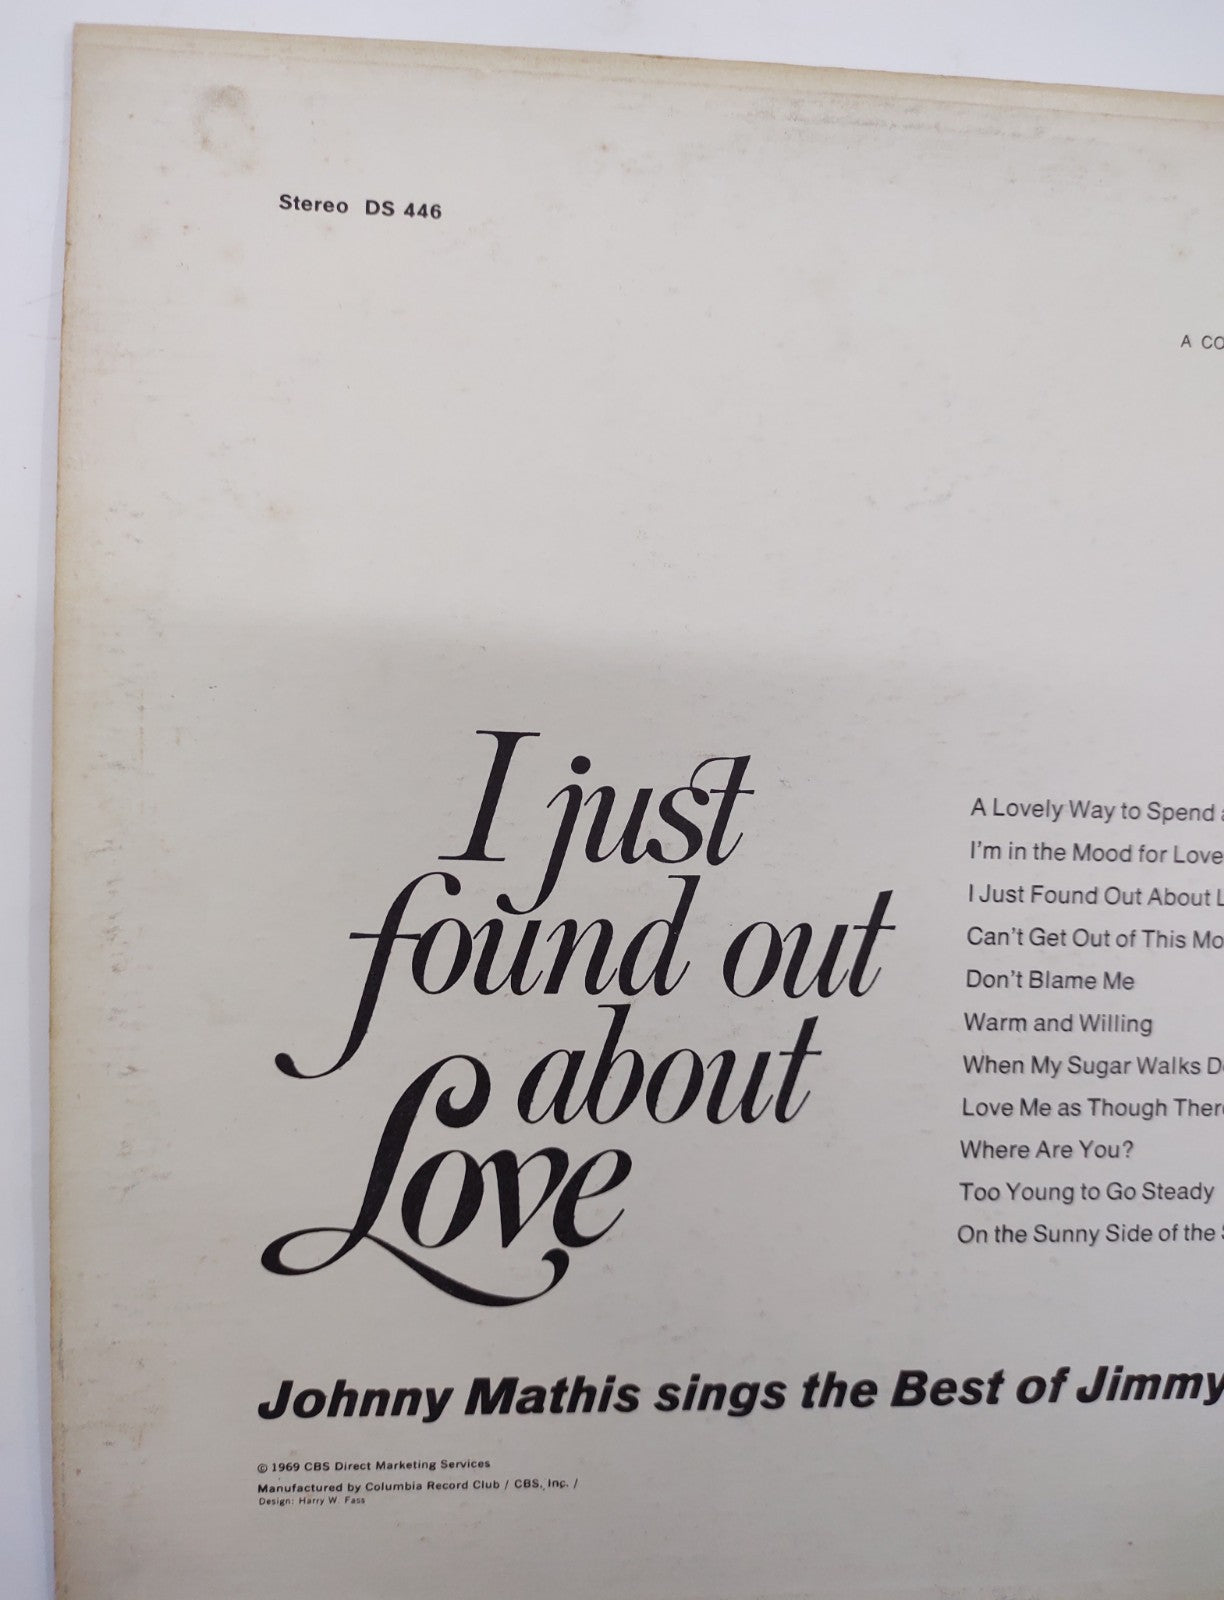 Stereo DS 446
A CO
I just
found out
about
Love
A Lovely Way to Spend
I'm in the Mood for Love
I Just Found Out About L
Can't Get Out of This Mo
Don't Blame Me
Warm and Willing
When My Sugar Walks D
Love Me as Though Ther
Where Are You?
Too Young to Go Steady
On the Sunny Side of the
Johnny Mathis sings the Best of Jimmy
© 1969 CBS Direct Marketing Services
Manufactured by Columbia Record Club / CBS, Inc. /
Design: Harry W. Fass